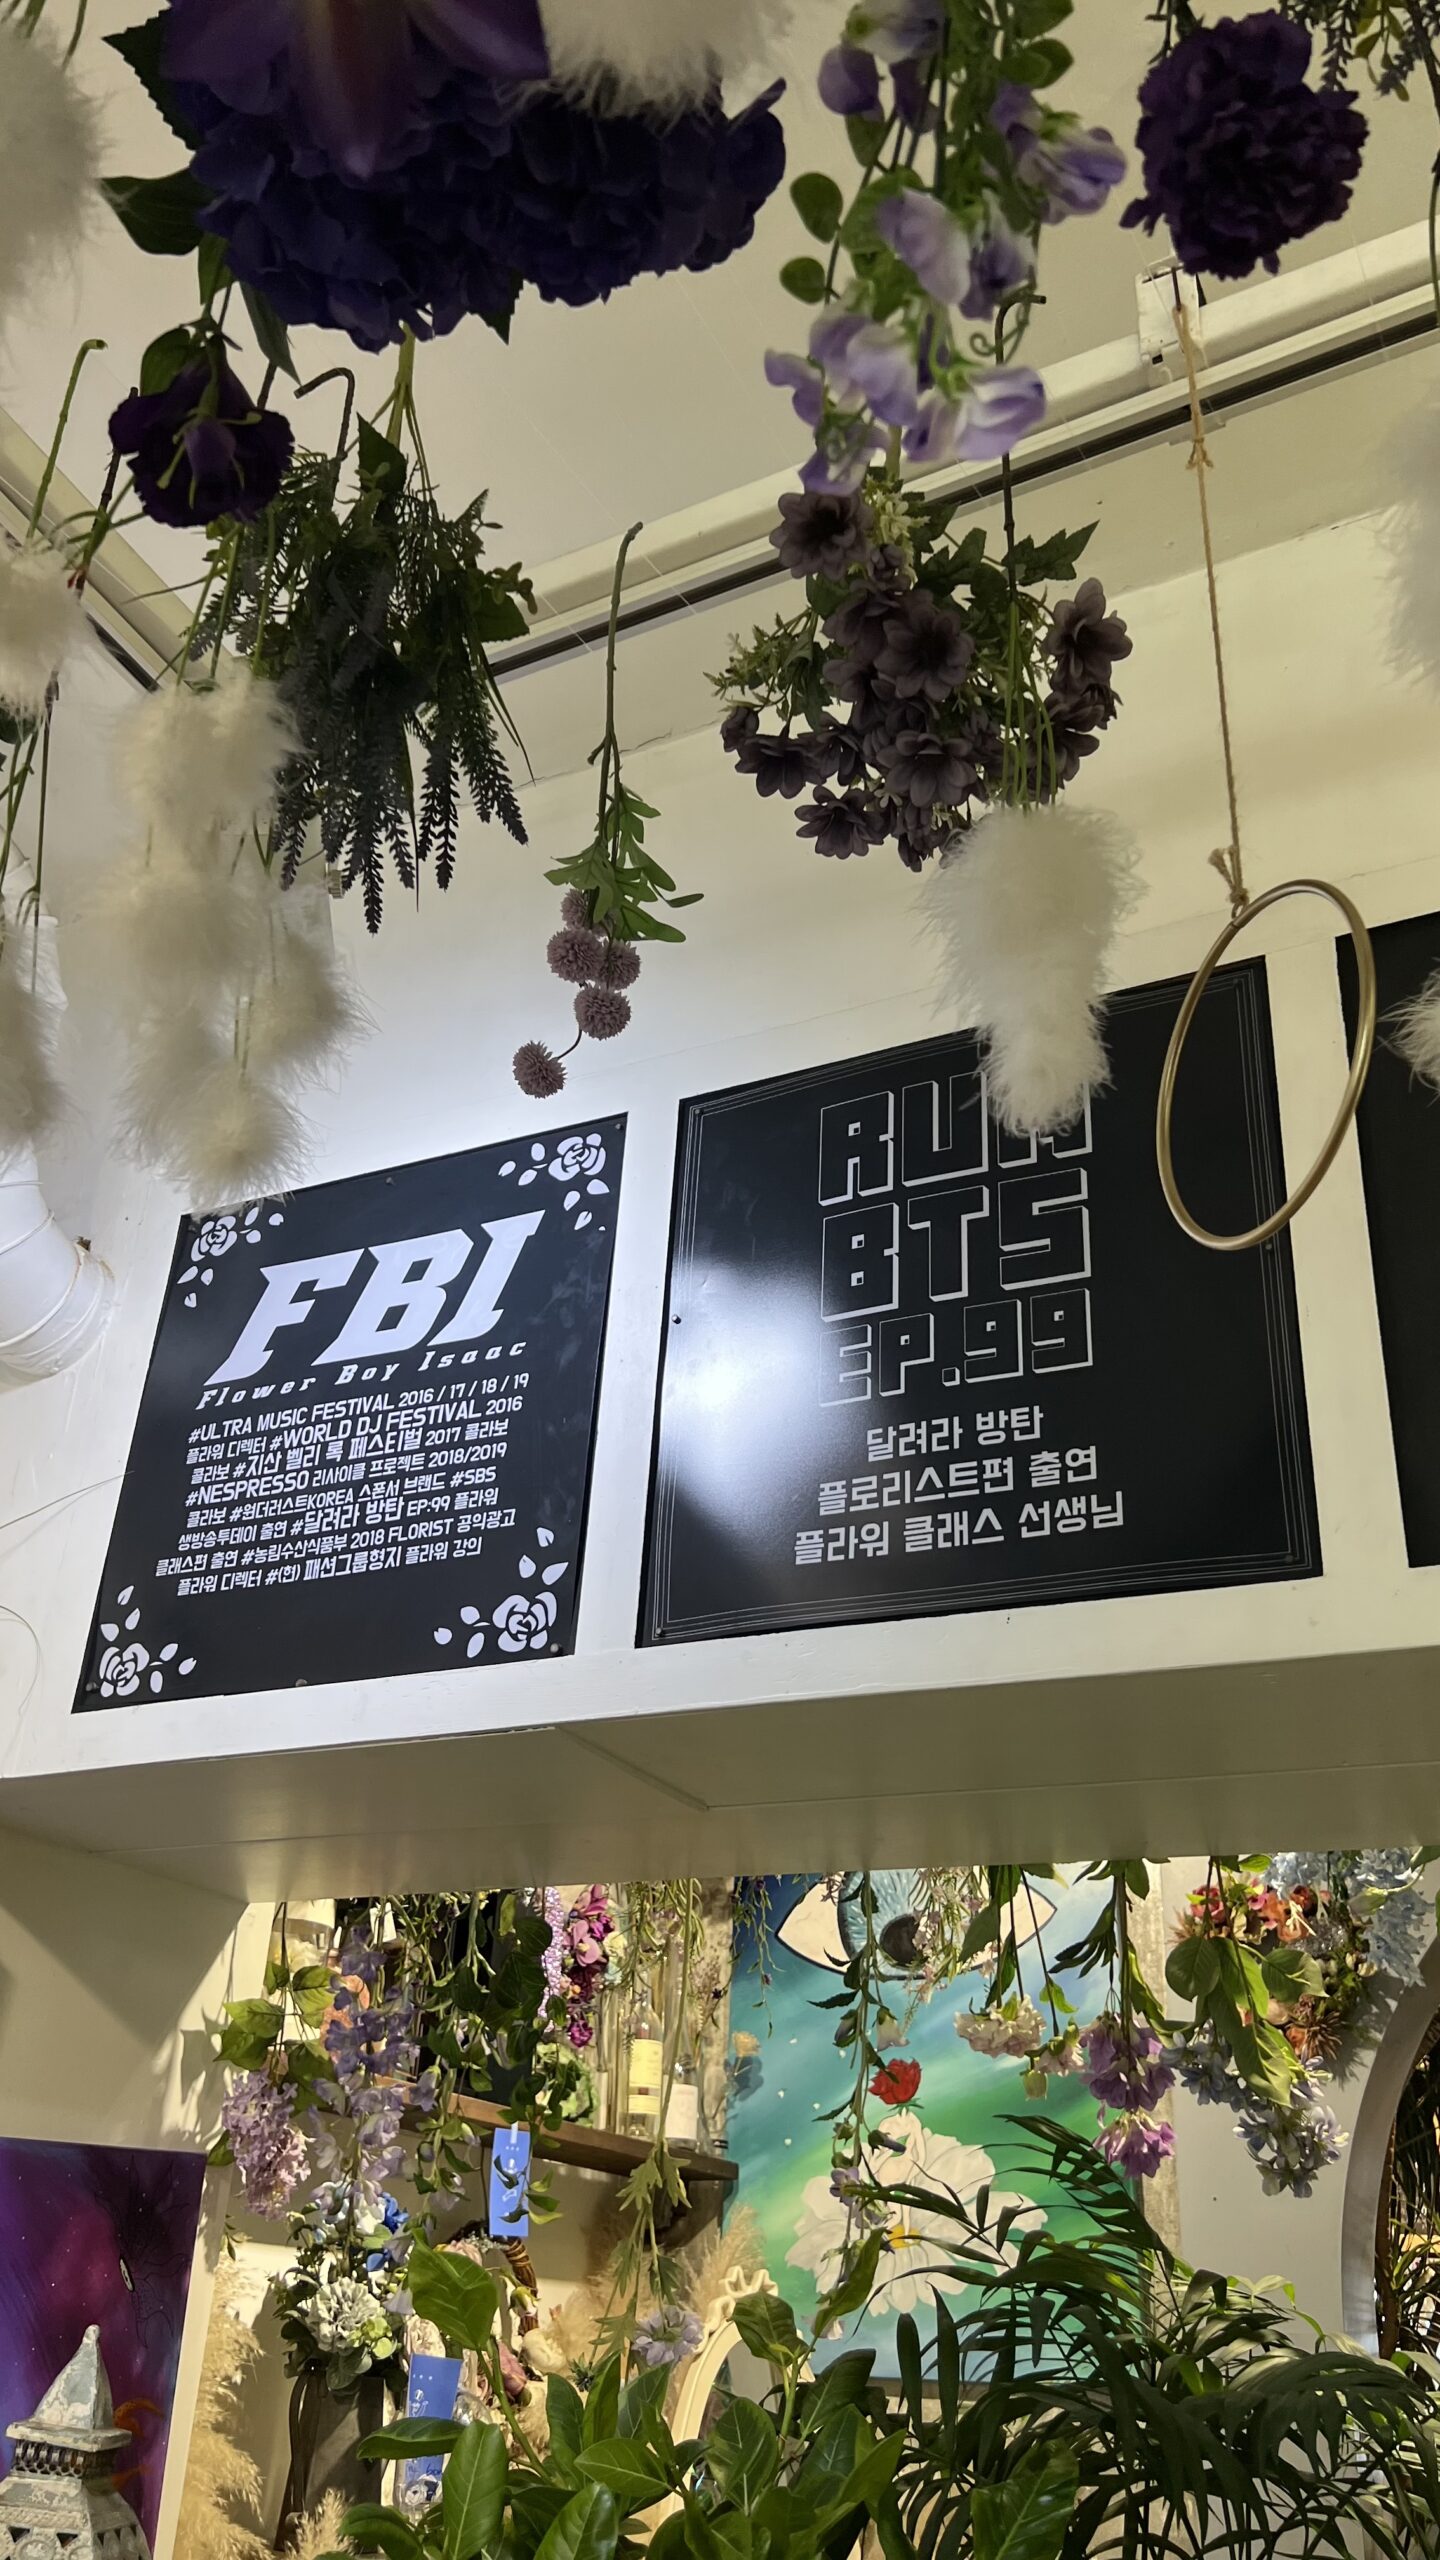 FBI
Flower Boy Isaac
#ULTRA MUSIC FESTIVAL 2016 / 17 / 18 / 19
플라워 디렉터 #WORLD DJ FESTIVAL 2016
콜라보 #지산 벨리 록 페스티벌 2017 콜라보
#NESPRESSO 리사이클 프로젝트 2018/2019
콜라보 #원더러스트KOREA 스폰서 브랜드 #SBS
생방송투데이 출연 #달려라 방탄 EP:99 플라워
클래스편 출연 #농림수산식품부 2018 FLORIST 공익광고
플라워 디렉터 #(현) 패션그룹형지 플라워 강의
RUN
BTS
EP.99
달려라 방탄
플로리스트편 출연
플라워 클래스 선생님